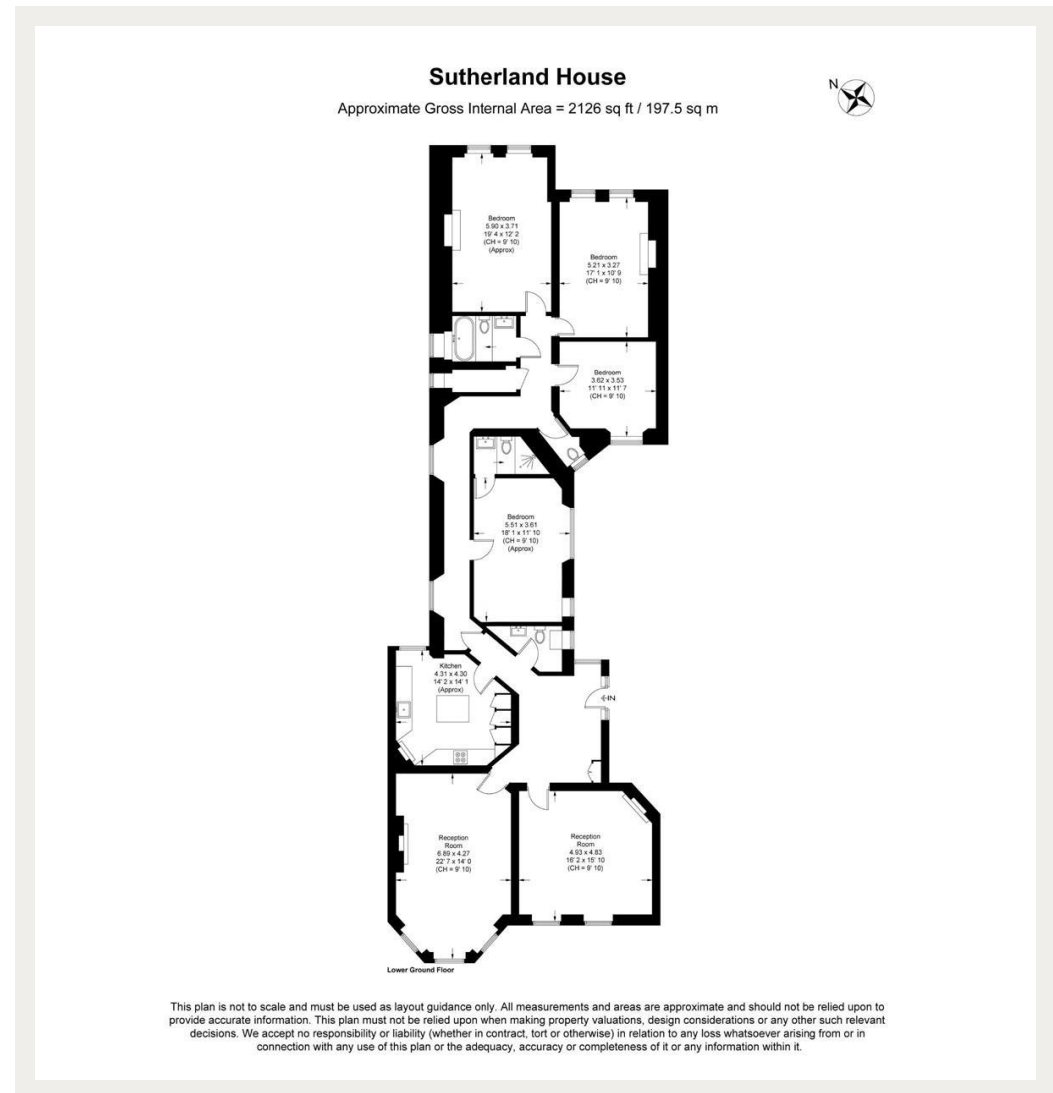 Sutherland House
Approximate Gross Internal Area = 2126 sq ft / 197.5 sq m
N
Bedroom
5.90 x 3.71
19' 4 x 12' 2
(CH = 9' 10)
(Approx)
Bedroom
5.21 x 3.27
17' 1 x 10' 9
(CH = 9' 10)
Bedroom
3.62 x 3.53
11' 11 x 11' 7
(CH = 9' 10)
Bedroom
5.51 x 3.61
18' 1 x 11' 10
(CH = 9' 10)
(Approx)
Kitchen
4.31 x 4.30
14' 2 x 14' 1
(Approx)
IN
Reception
Room
6.89 x 4.27
22' 7 x 14' 0
(CH = 9' 10)
Reception
Room
4.93 x 4.83
16' 2 x 15' 10
(CH = 9' 10)
Lower Ground Floor
This plan is not to scale and must be used as layout guidance only. All measurements and areas are approximate and should not be relied upon to
provide accurate information. This plan must not be relied upon when making property valuations, design considerations or any other such relevant
decisions. We accept no responsibility or liability (whether in contract, tort or otherwise) in relation to any loss whatsoever arising from or in
connection with any use of this plan or the adequacy, accuracy or completeness of it or any information within it.